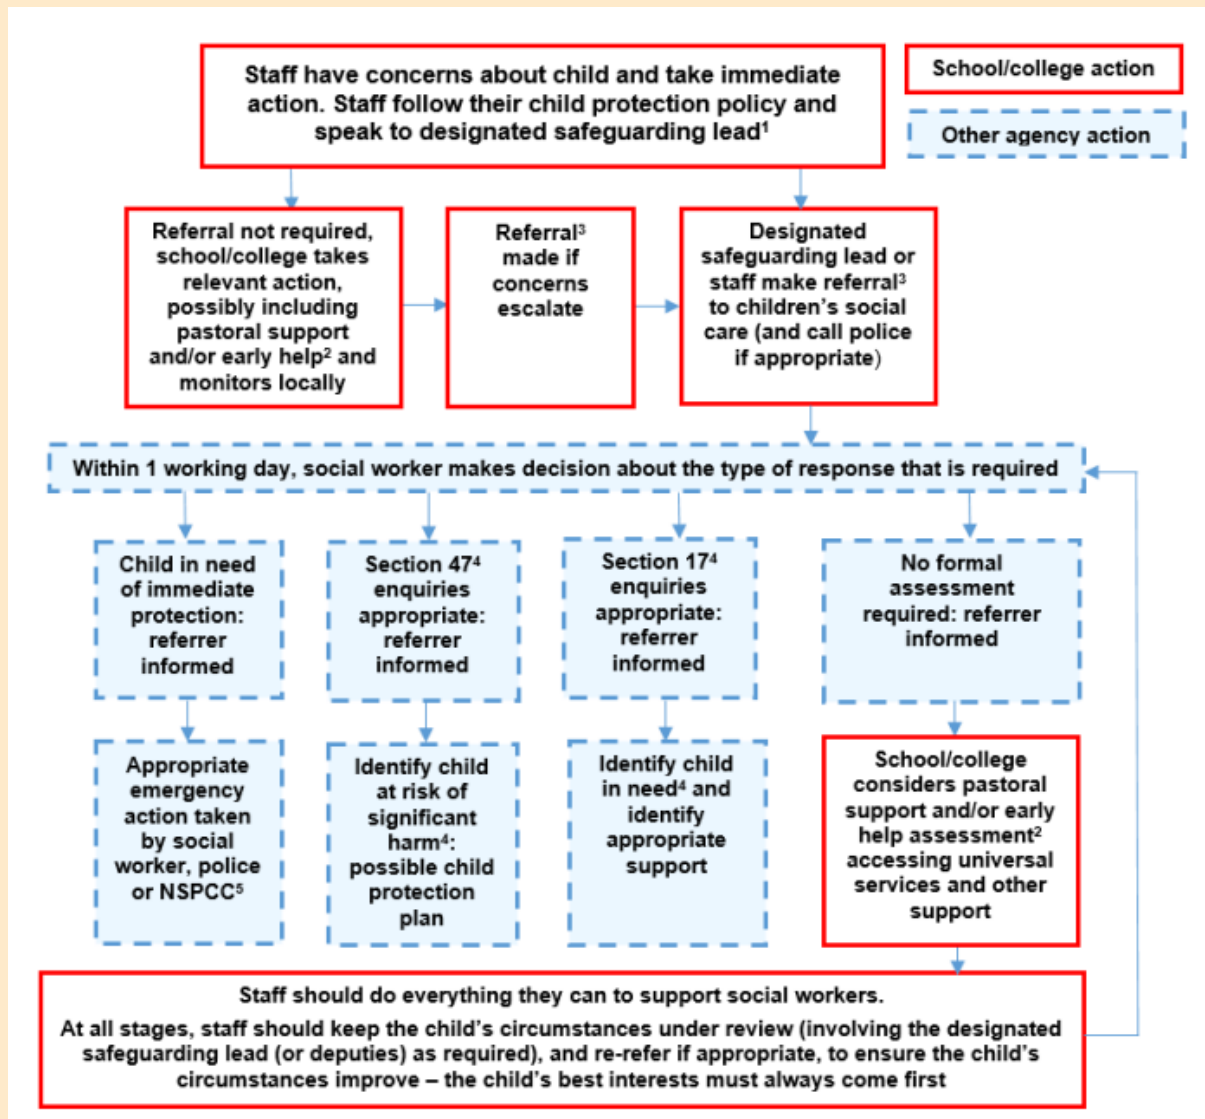 Staff have concerns about child and take immediate
action. Staff follow their child protection policy and
speak to designated safeguarding lead¹
School/college action
Other agency action
Referral not required,
school/college takes
relevant action,
possibly including
pastoral support
and/or early help² and
monitors locally
Referral³
made if
concerns
escalate
Designated
safeguarding lead or
staff make referral³
to children's social
care (and call police
if appropriate)
Within 1 working day, social worker makes decision about the type of response that is required
Child in need
of immediate
protection:
referrer
informed
Section 47⁴
enquiries
appropriate:
referrer
informed
Section 17⁴
enquiries
appropriate:
referrer
informed
No formal
assessment
required: referrer
informed
Appropriate
emergency
action taken
by social
worker, police
or NSPCC⁵
Identify child
at risk of
significant
harm⁴:
possible child
protection
plan
Identify child
in need⁴ and
identify
appropriate
support
School/college
considers pastoral
support and/or early
help assessment²
accessing universal
services and other
support
Staff should do everything they can to support social workers.
At all stages, staff should keep the child's circumstances under review (involving the designated
safeguarding lead (or deputies) as required), and re-refer if appropriate, to ensure the child's
circumstances improve – the child's best interests must always come first